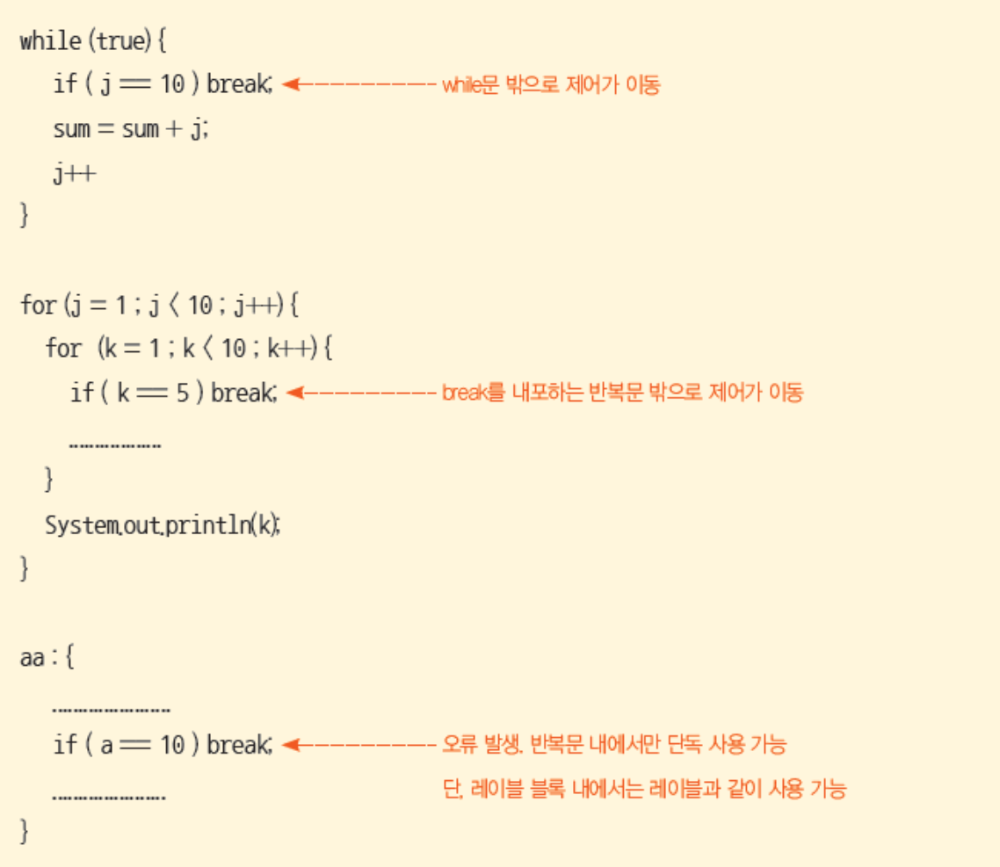 while (true) {
if ( j == 10 ) break; while문 밖으로 제어가 이동
sum = sum + j;
j++
}
for (j = 1 ; j < 10 ; j++) {
for (k = 1 ; k < 10 ; k++) {
if ( k == 5 ) break; break를 내포하는 반복문 밖으로 제어가 이동
..................
}
System.out.println(k);
}
aa : {
.......................
if ( a == 10 ) break; 오류 발생. 반복문 내에서만 단독 사용 가능
...................... 단, 레이블 블록 내에서는 레이블과 같이 사용 가능
}